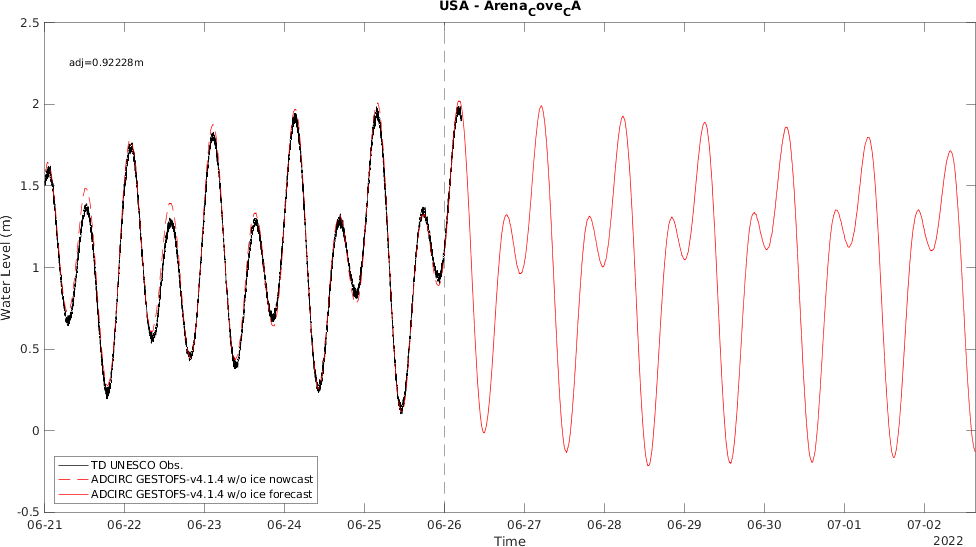 USA - Arena_Cove_CA
2.5
adj=0.92228m
2
1.5
1
0.5
0
-0.5
Water Level (m)
TD UNESCO Obs.
ADCIRC GESTOFS-v4.1.4 w/o ice nowcast
ADCIRC GESTOFS-v4.1.4 w/o ice forecast
06-21 06-22 06-23 06-24 06-25 06-26 06-27 06-28 06-29 06-30 07-01 07-02
Time
2022